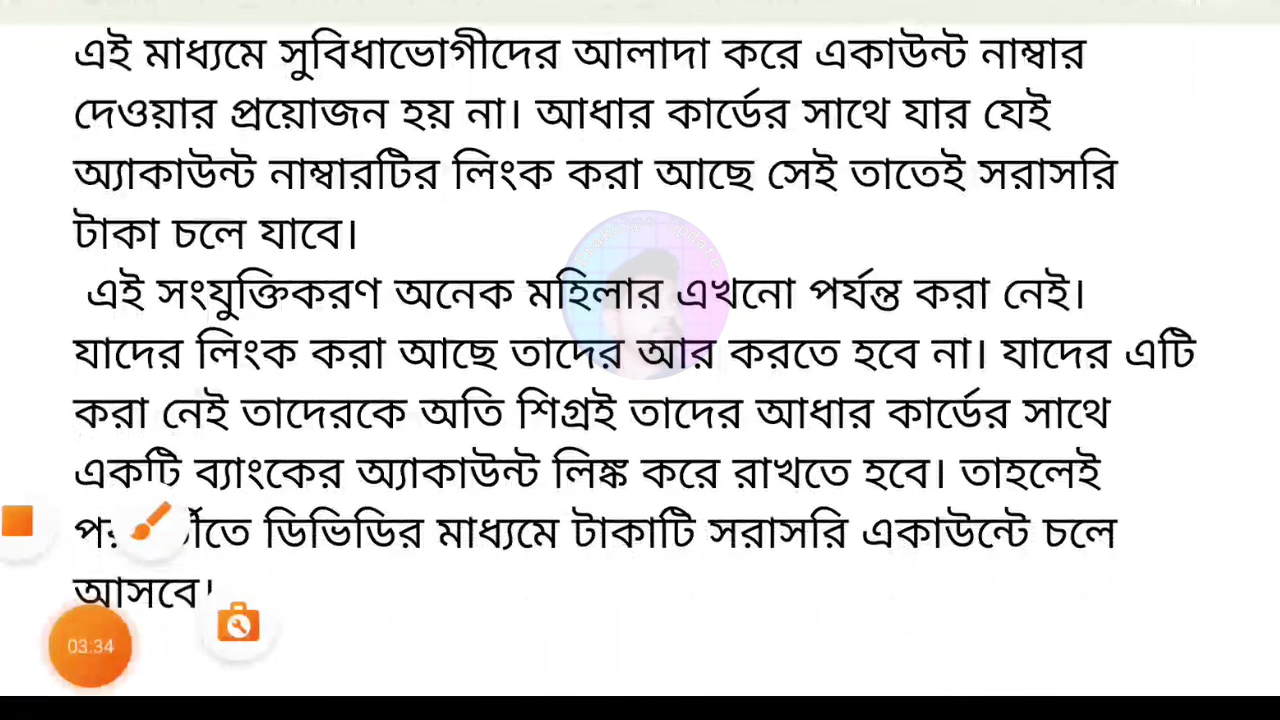 এই মাধ্যমে সুবিধাভোগীদের আলাদা করে একাউন্ট নাম্বার
দেওয়ার প্রয়োজন হয় না। আধার কার্ডের সাথে যার যেই
অ্যাকাউন্ট নাম্বারটির লিংক করা আছে সেই তাতেই সরাসরি
টাকা চলে যাবে।
এই সংযুক্তিকরণ অনেক মহিলার এখনো পর্যন্ত করা নেই।
যাদের লিংক করা আছে তাদের আর করতে হবে না। যাদের এটি
করা নেই তাদেরকে অতি শিগ্রই তাদের আধার কার্ডের সাথে
একটি ব্যাংকের অ্যাকাউন্ট লিঙ্ক করে রাখতে হবে। তাহলেই
ডিভিডির মাধ্যমে টাকাটি সরাসরি একাউন্টে চলে
আসবে।
03:34